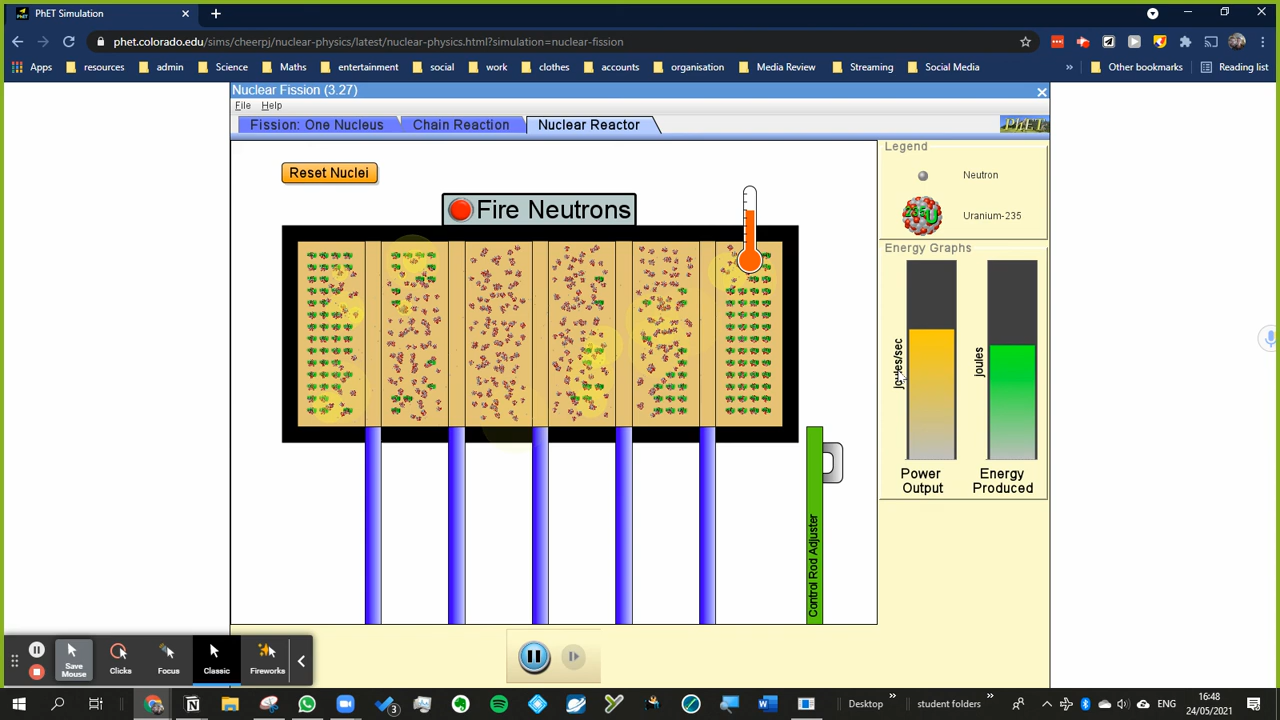 PhET Simulation
phet.colorado.edu/sims/cheerpj/nuclear-physics/latest/nuclear-physics.html?simulation=nuclear-fission
Apps resources admin Science Maths entertainment social work clothes accounts organisation Media Review Streaming Social Media » Other bookmarks Reading list
Nuclear Fission (3.27)
File Help
Fission: One Nucleus Chain Reaction Nuclear Reactor PhET
Legend
Reset Nuclei
Neutron
Fire Neutrons
235U Uranium-235
Energy Graphs
Joules/sec
joules
Power Output
Energy Produced
Control Rod Adjuster
Save Mouse
Clicks Focus Classic Fireworks
3
Desktop » student folders » ENG
16:48
24/05/2021